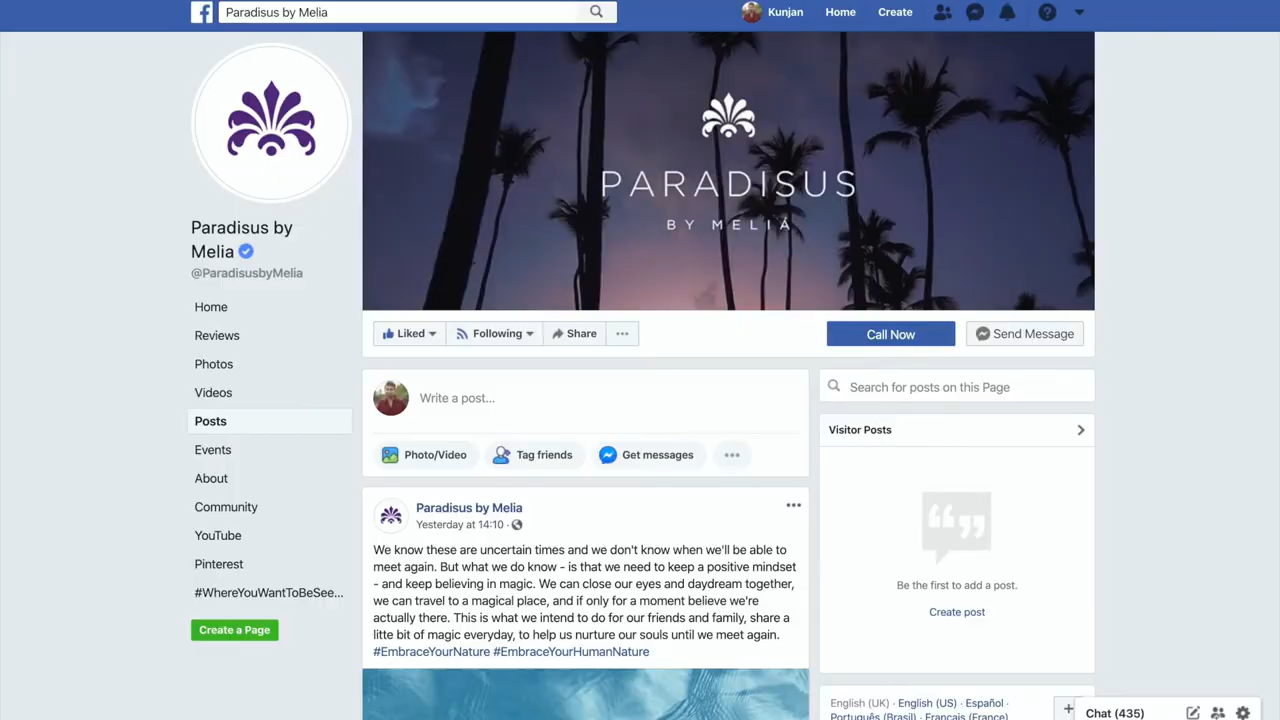 Paradisus by Melia
Kunjan
Home
Create
PARADISUS
BY MELIÁ
Paradisus by
Melia
@ParadisusbyMelia
Home
Reviews
Photos
Videos
Posts
Events
About
Community
YouTube
Pinterest
#WhereYouWantToBeSee...
Create a Page
Liked
Following
Share
Call Now
Send Message
Write a post...
Photo/Video
Tag friends
Get messages
Paradisus by Melia
Yesterday at 14:10 ·
We know these are uncertain times and we don't know when we'll be able to
meet again. But what we do know - is that we need to keep a positive mindset
- and keep believing in magic. We can close our eyes and daydream together,
we can travel to a magical place, and if only for a moment believe we're
actually there. This is what we intend to do for our friends and family, share a
litte bit of magic everyday, to help us nurture our souls until we meet again.
#EmbraceYourNature #EmbraceYourHumanNature
Search for posts on this Page
Visitor Posts
Be the first to add a post.
Create post
English (UK) · English (US) · Español ·
Português (Brasil) · Français (France)
Chat (435)